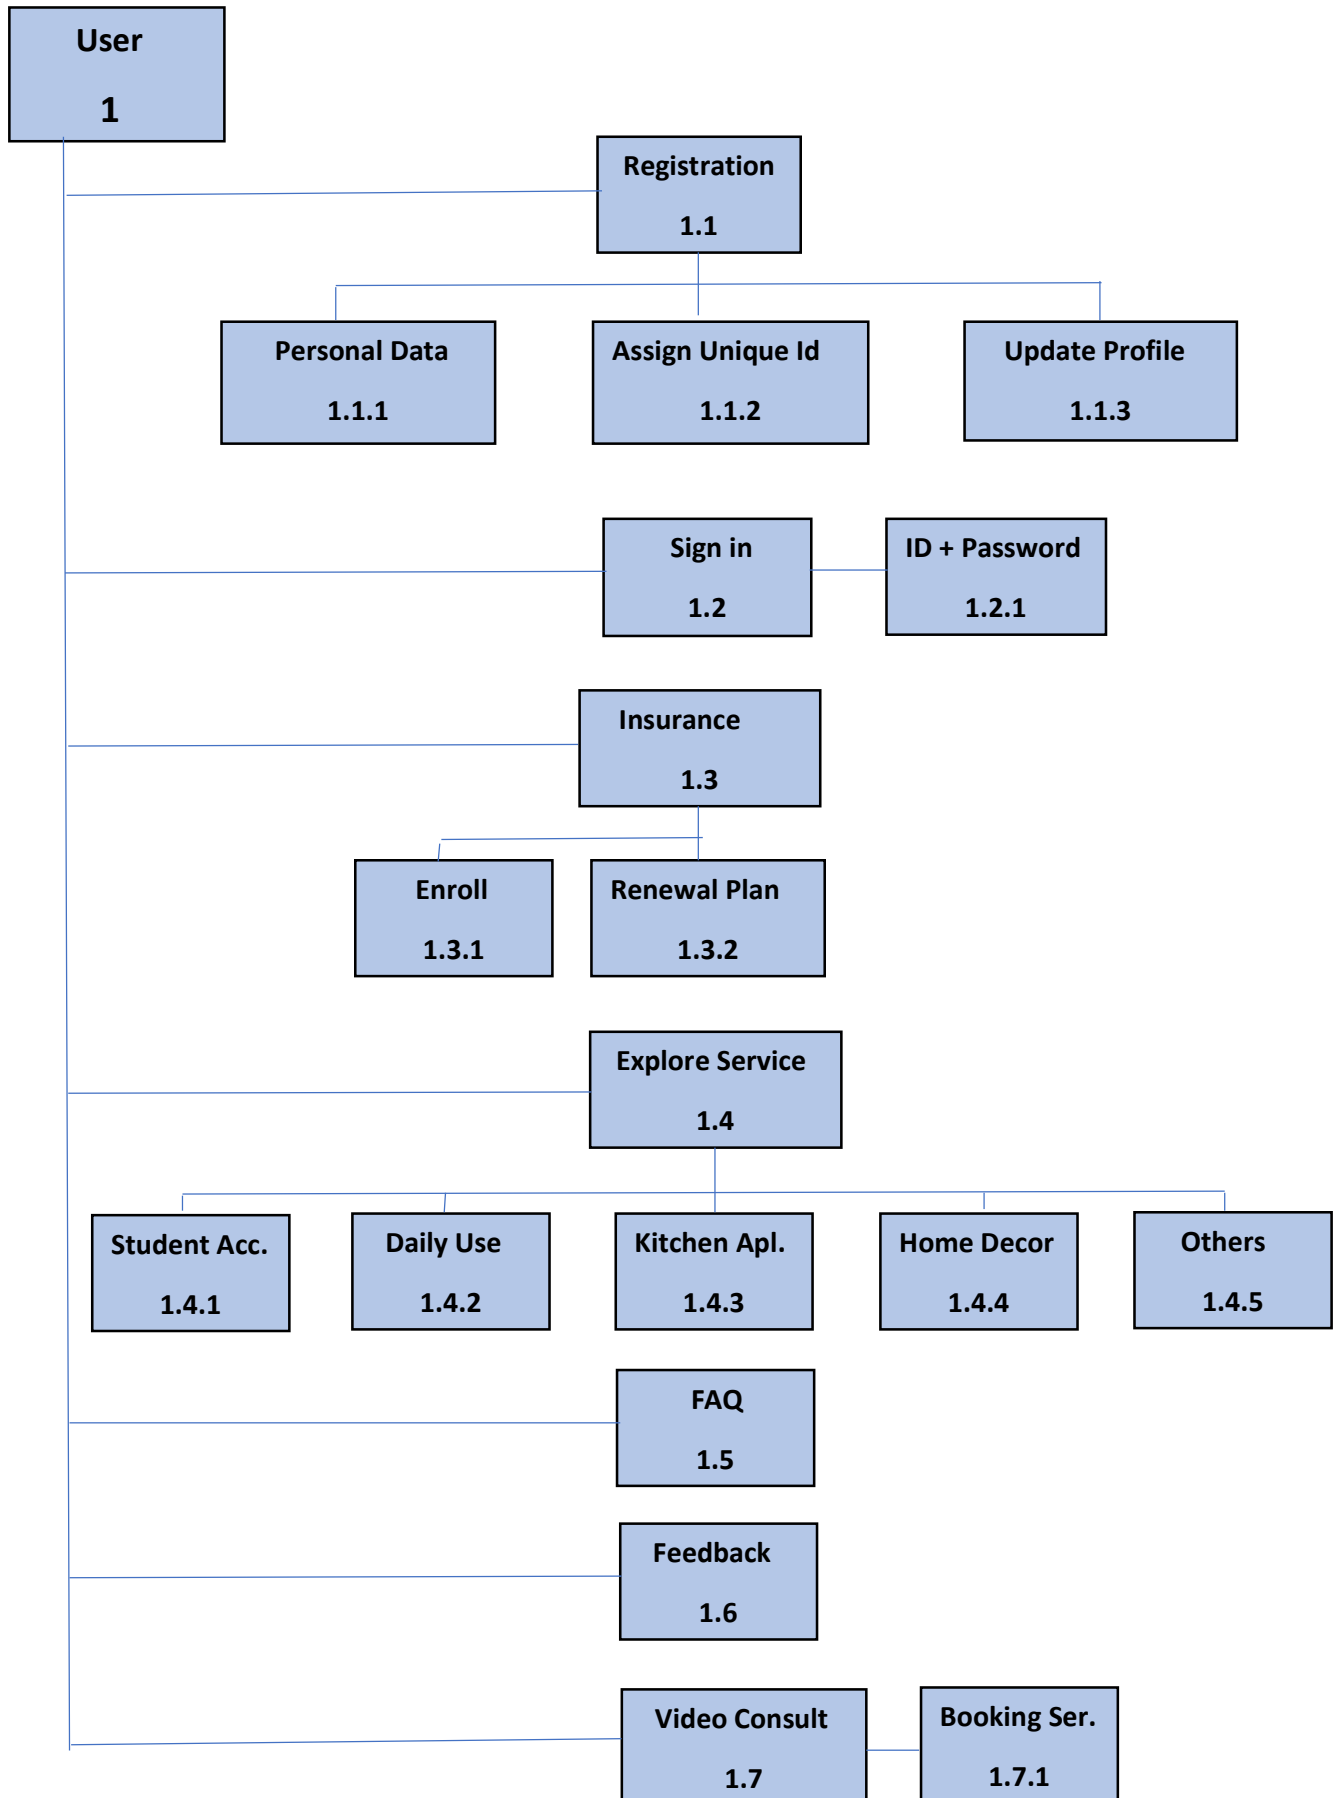 User
1
Registration
1.1
Personal Data
1.1.1
Assign Unique Id
1.1.2
Update Profile
1.1.3
Sign in
1.2
ID + Password
1.2.1
Insurance
1.3
Enroll
1.3.1
Renewal Plan
1.3.2
Explore Service
1.4
Student Acc.
1.4.1
Daily Use
1.4.2
Kitchen Apl.
1.4.3
Home Decor
1.4.4
Others
1.4.5
FAQ
1.5
Feedback
1.6
Video Consult
1.7
Booking Ser.
1.7.1